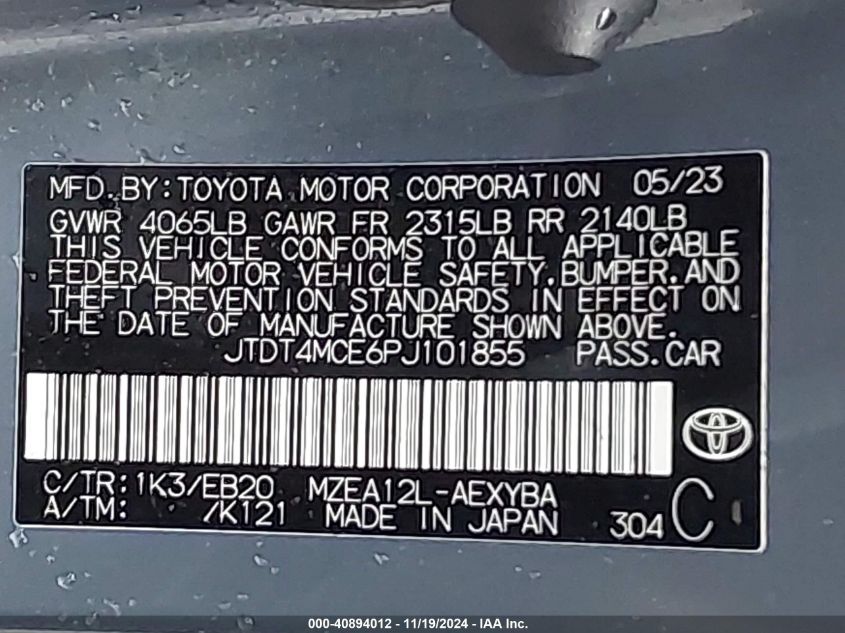 MFD. BY: TOYOTA MOTOR CORPORATION 05/23
GVWR 4065LB GAWR FR 2315LB RR 2140LB
THIS VEHICLE CONFORMS TO ALL APPLICABLE
FEDERAL MOTOR VEHICLE SAFETY, BUMPER, AND
THEFT PREVENTION STANDARDS IN EFFECT ON
THE DATE OF MANUFACTURE SHOWN ABOVE.
JTDT4MCE6PJ101855 PASS.CAR
C/TR: 1K3/EB20 MZEA12L-AEXYBA
A/TM: /K121 MADE IN JAPAN 304 C
000-40894012 - 11/19/2024 - IAA Inc.